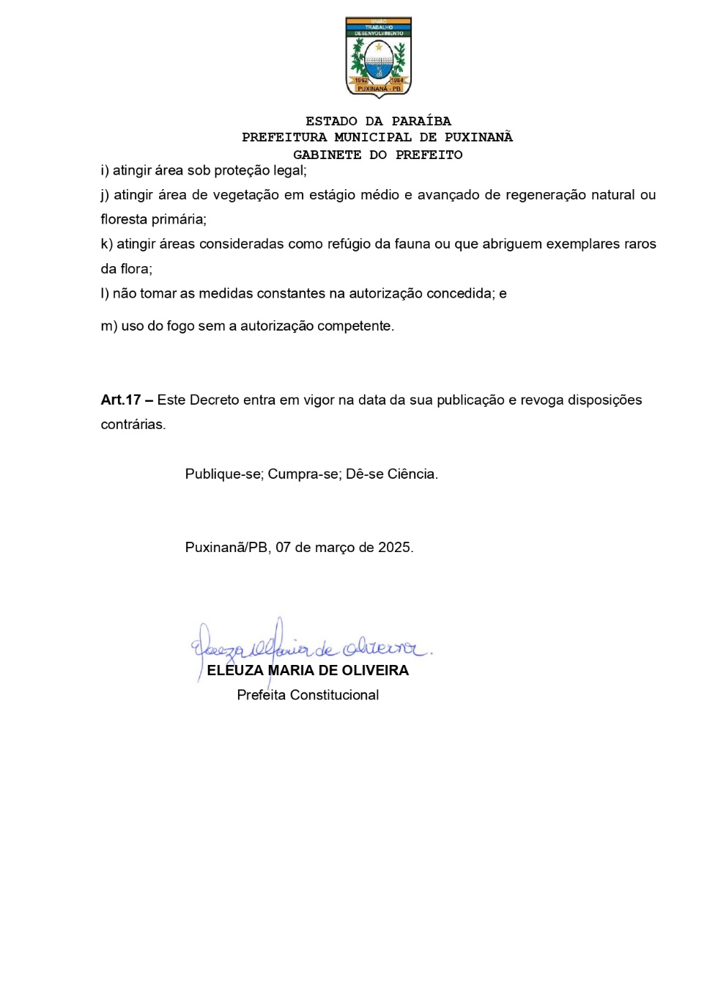 UNIÃO
TRABALHO
DESENVOLVIMENTO
1962 1984
PUXINANÃ - PB
ESTADO DA PARAÍBA
PREFEITURA MUNICIPAL DE PUXINANÃ
GABINETE DO PREFEITO
i) atingir área sob proteção legal;
j) atingir área de vegetação em estágio médio e avançado de regeneração natural ou
floresta primária;
k) atingir áreas consideradas como refúgio da fauna ou que abriguem exemplares raros
da flora;
l) não tomar as medidas constantes na autorização concedida; e
m) uso do fogo sem a autorização competente.
Art.17 – Este Decreto entra em vigor na data da sua publicação e revoga disposições
contrárias.
Publique-se; Cumpra-se; Dê-se Ciência.
Puxinanã/PB, 07 de março de 2025.
Eleuza Maria de Oliveira.
ELEUZA MARIA DE OLIVEIRA
Prefeita Constitucional